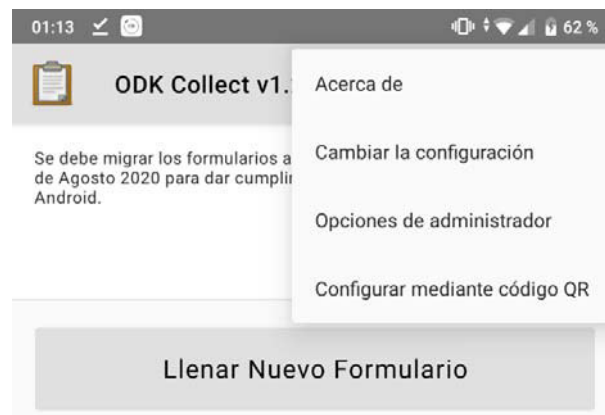 01:13 62 %
ODK Collect v1.
Se debe migrar los formularios a
de Agosto 2020 para dar
Android.
Acerca de
Cambiar la configuración
Opciones de administrador
Configurar mediante código QR
Llenar Nuevo Formulario